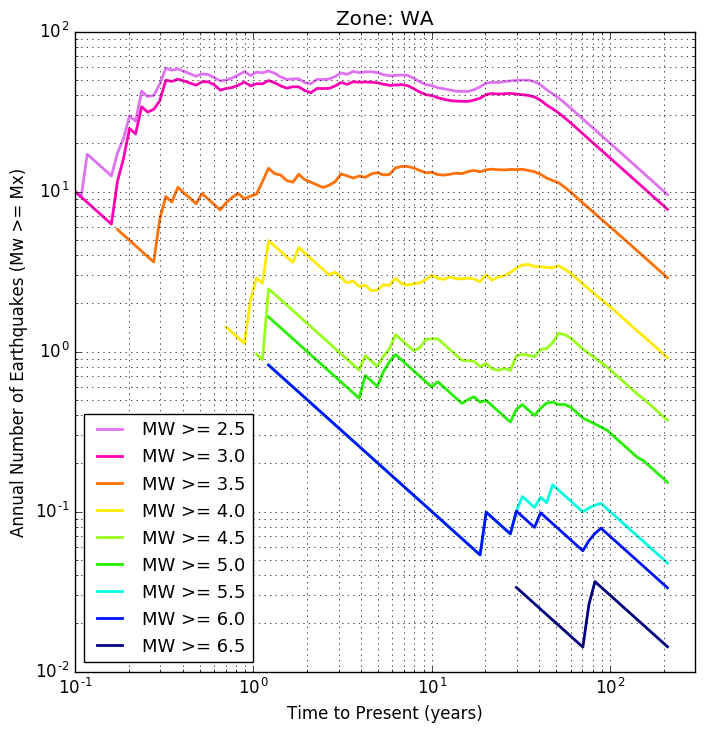 Zone: WA
10^2
10^1
10^0
10^-1
10^-2
Annual Number of Earthquakes (Mw >= Mx)
MW >= 2.5
MW >= 3.0
MW >= 3.5
MW >= 4.0
MW >= 4.5
MW >= 5.0
MW >= 5.5
MW >= 6.0
MW >= 6.5
10^-1 10^0 10^1 10^2
Time to Present (years)